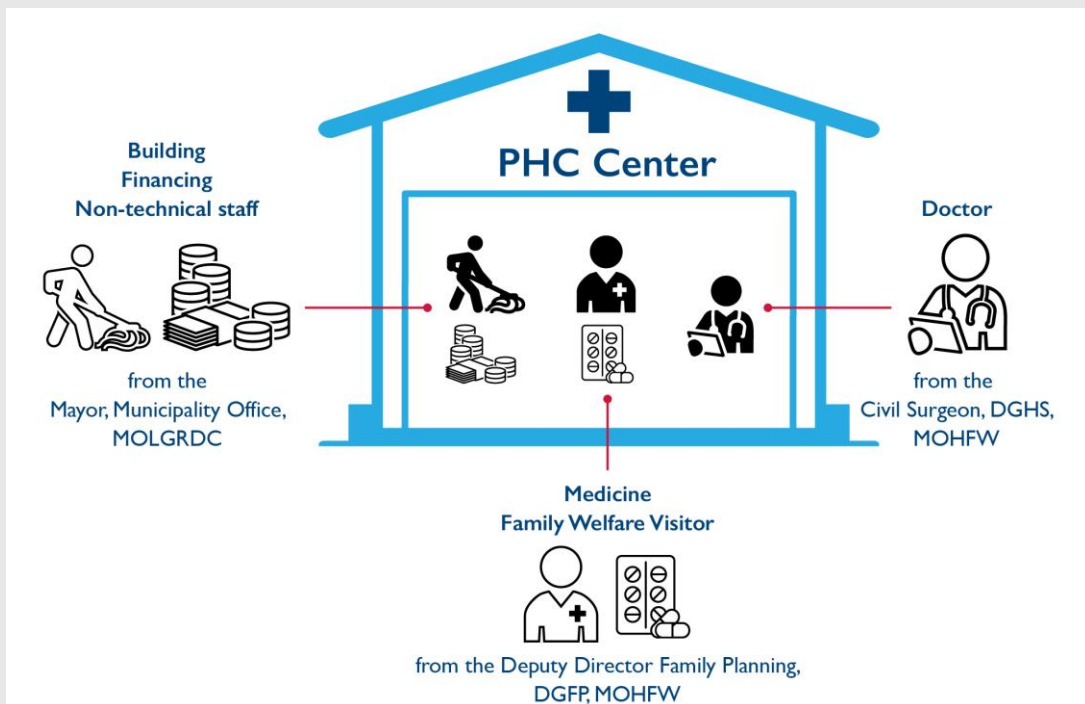 PHC Center
Building
Financing
Non-technical staff
from the
Mayor, Municipality Office,
MOLGRDC
Doctor
from the
Civil Surgeon, DGHS,
MOHFW
Medicine
Family Welfare Visitor
from the Deputy Director Family Planning,
DGFP, MOHFW